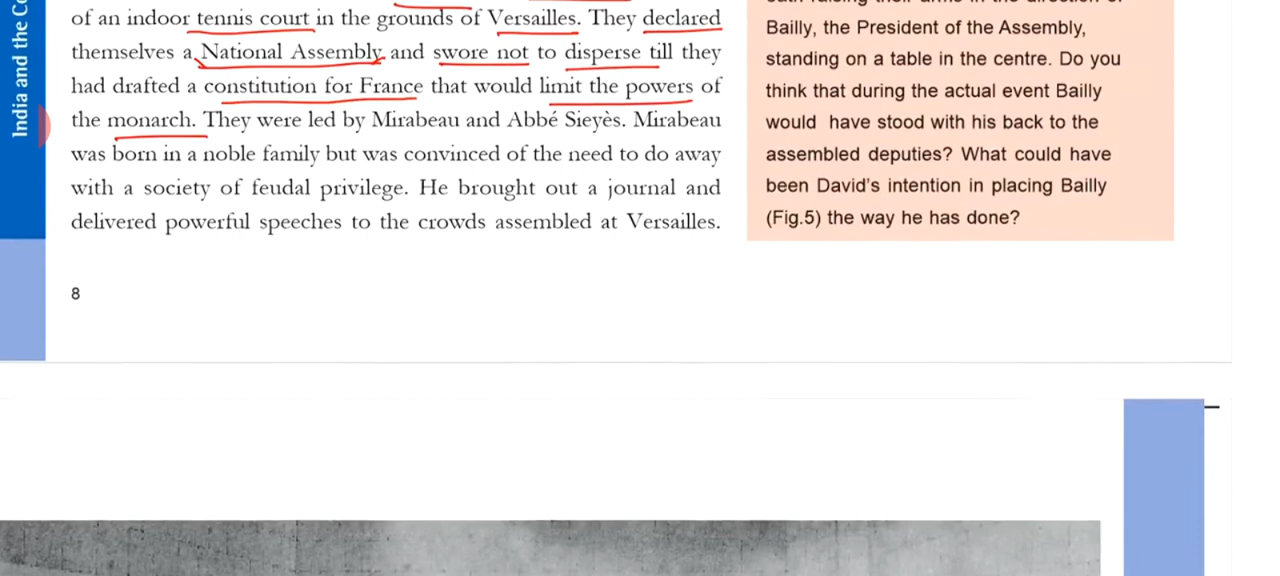 India and the Co
of an indoor tennis court in the grounds of Versailles. They declared
themselves a National Assembly and swore not to disperse till they
had drafted a constitution for France that would limit the powers of
the monarch. They were led by Mirabeau and Abbé Sieyès. Mirabeau
was born in a noble family but was convinced of the need to do away
with a society of feudal privilege. He brought out a journal and
delivered powerful speeches to the crowds assembled at Versailles.
Bailly, the President of the Assembly,
standing on a table in the centre. Do you
think that during the actual event Bailly
would have stood with his back to the
assembled deputies? What could have
been David's intention in placing Bailly
(Fig.5) the way he has done?
8